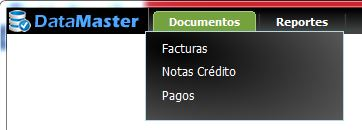 DataMaster Documentos Reportes
Facturas
Notas Crédito
Pagos